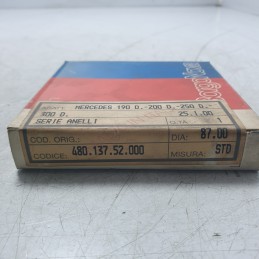 MERCEDES 190 D.-200 D.-250 D.-
300 D. 25.1.00
SERIE ANELLI 1
COD. ORIG.: DIA: 87.00
CODICE: 480.137.52.000 MISURA: STD